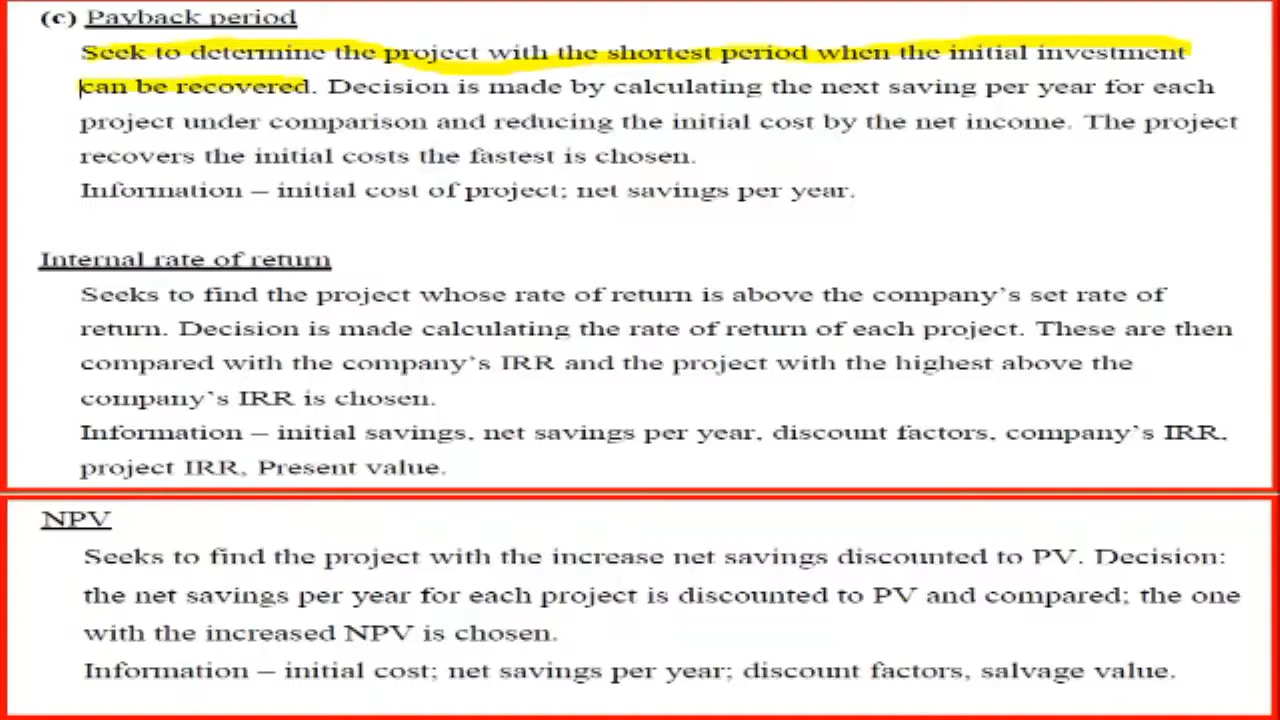 (c) Payback period
Seek to determine the project with the shortest period when the initial investment
can be recovered. Decision is made by calculating the next saving per year for each
project under comparison and reducing the initial cost by the net income. The project
recovers the initial costs the fastest is chosen.
Information – initial cost of project; net savings per year.
Internal rate of return
Seeks to find the project whose rate of return is above the company's set rate of
return. Decision is made calculating the rate of return of each project. These are then
compared with the company's IRR and the project with the highest above the
company's IRR is chosen.
Information – initial savings, net savings per year, discount factors, company's IRR,
project IRR, Present value.
NPV
Seeks to find the project with the increase net savings discounted to PV. Decision:
the net savings per year for each project is discounted to PV and compared; the one
with the increased NPV is chosen.
Information – initial cost; net savings per year; discount factors, salvage value.